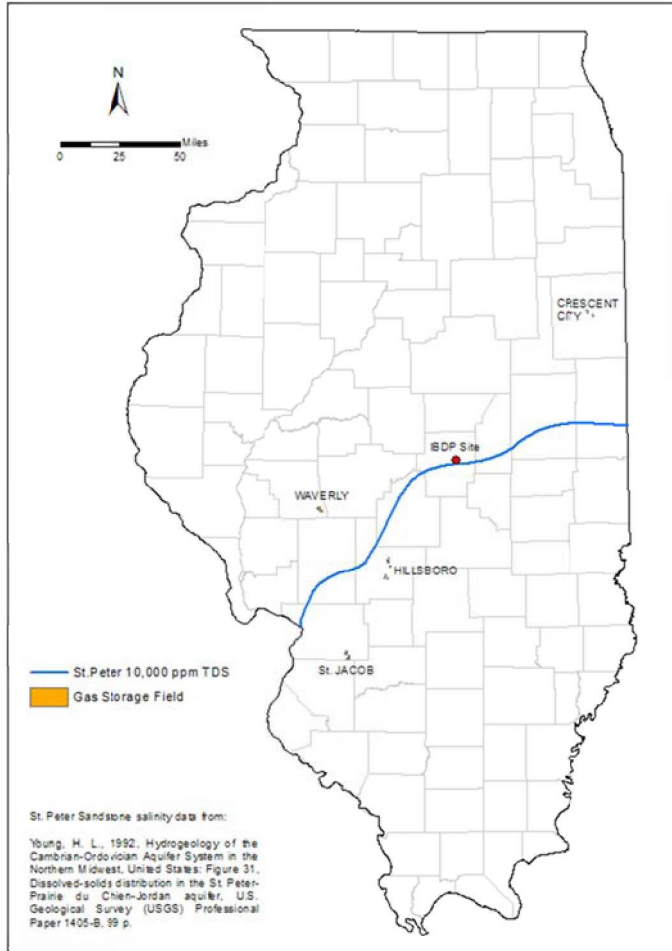 N
Miles
0 25 50
CRESCENT
CITY
IBDP Site
WAVERLY
HILLSBORO
St. JACOB
St.Peter 10,000 ppm TDS
Gas Storage Field
St. Peter Sandstone salinity data from:
Young, H. L., 1992, Hydrogeology of the
Cambrian-Ordovician Aquifer System in the
Northern Midwest, United States: Figure 31,
Dissolved-solids distribution in the St. Peter-
Prairie du Chien-Jordan aquifer, U.S.
Geological Survey (USGS) Professional
Paper 1405-B, 99 p.